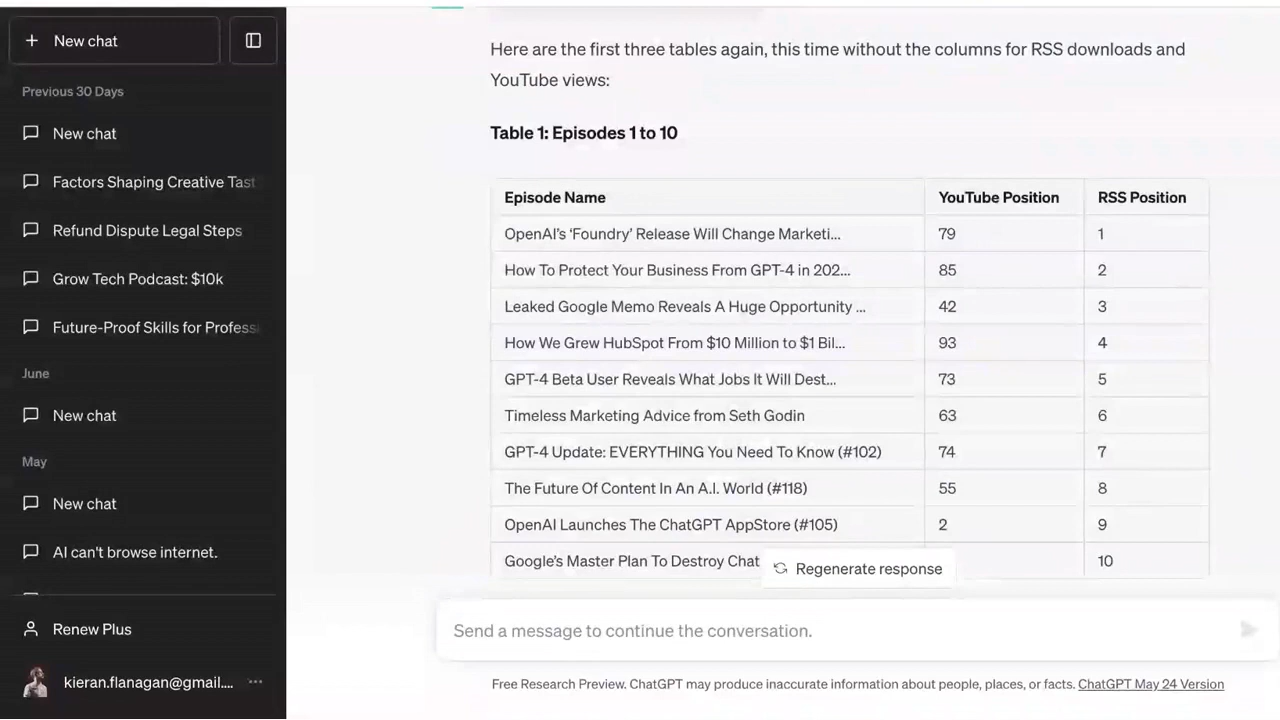 New chat
Previous 30 Days
New chat
Factors Shaping Creative Tast
Refund Dispute Legal Steps
Grow Tech Podcast: $10k
Future-Proof Skills for Profess
June
New chat
May
New chat
AI can't browse internet.
Renew Plus
kieran.flanagan@gmail....
Here are the first three tables again, this time without the columns for RSS downloads and
YouTube views:
Table 1: Episodes 1 to 10
Episode Name YouTube Position RSS Position
OpenAI's ‘Foundry’ Release Will Change Marketi... 79 1
How To Protect Your Business From GPT-4 in 202... 85 2
Leaked Google Memo Reveals A Huge Opportunity ... 42 3
How We Grew HubSpot From $10 Million to $1 Bil... 93 4
GPT-4 Beta User Reveals What Jobs It Will Dest... 73 5
Timeless Marketing Advice from Seth Godin 63 6
GPT-4 Update: EVERYTHING You Need To Know (#102) 74 7
The Future Of Content In An A.I. World (#118) 55 8
OpenAI Launches The ChatGPT AppStore (#105) 2 9
Google's Master Plan To Destroy Chat 10
Regenerate response
Send a message to continue the conversation.
Free Research Preview. ChatGPT may produce inaccurate information about people, places, or facts. ChatGPT May 24 Version